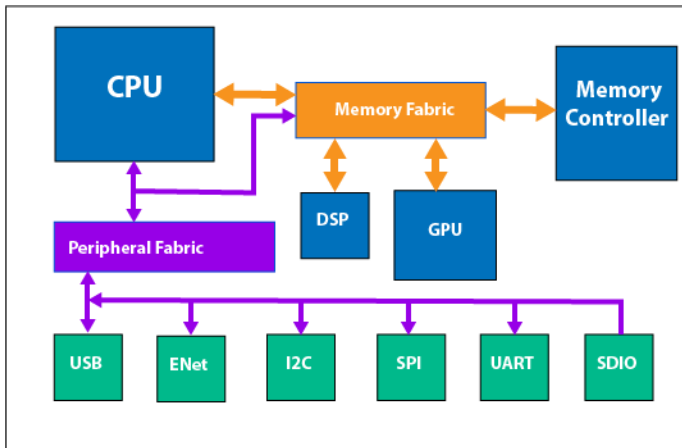 CPU
Memory Fabric
Memory
Controller
DSP
GPU
Peripheral Fabric
USB
ENet
I2C
SPI
UART
SDIO